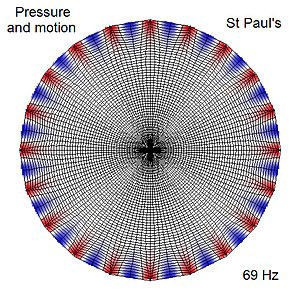 Pressure
and motion
St Paul's
69 Hz